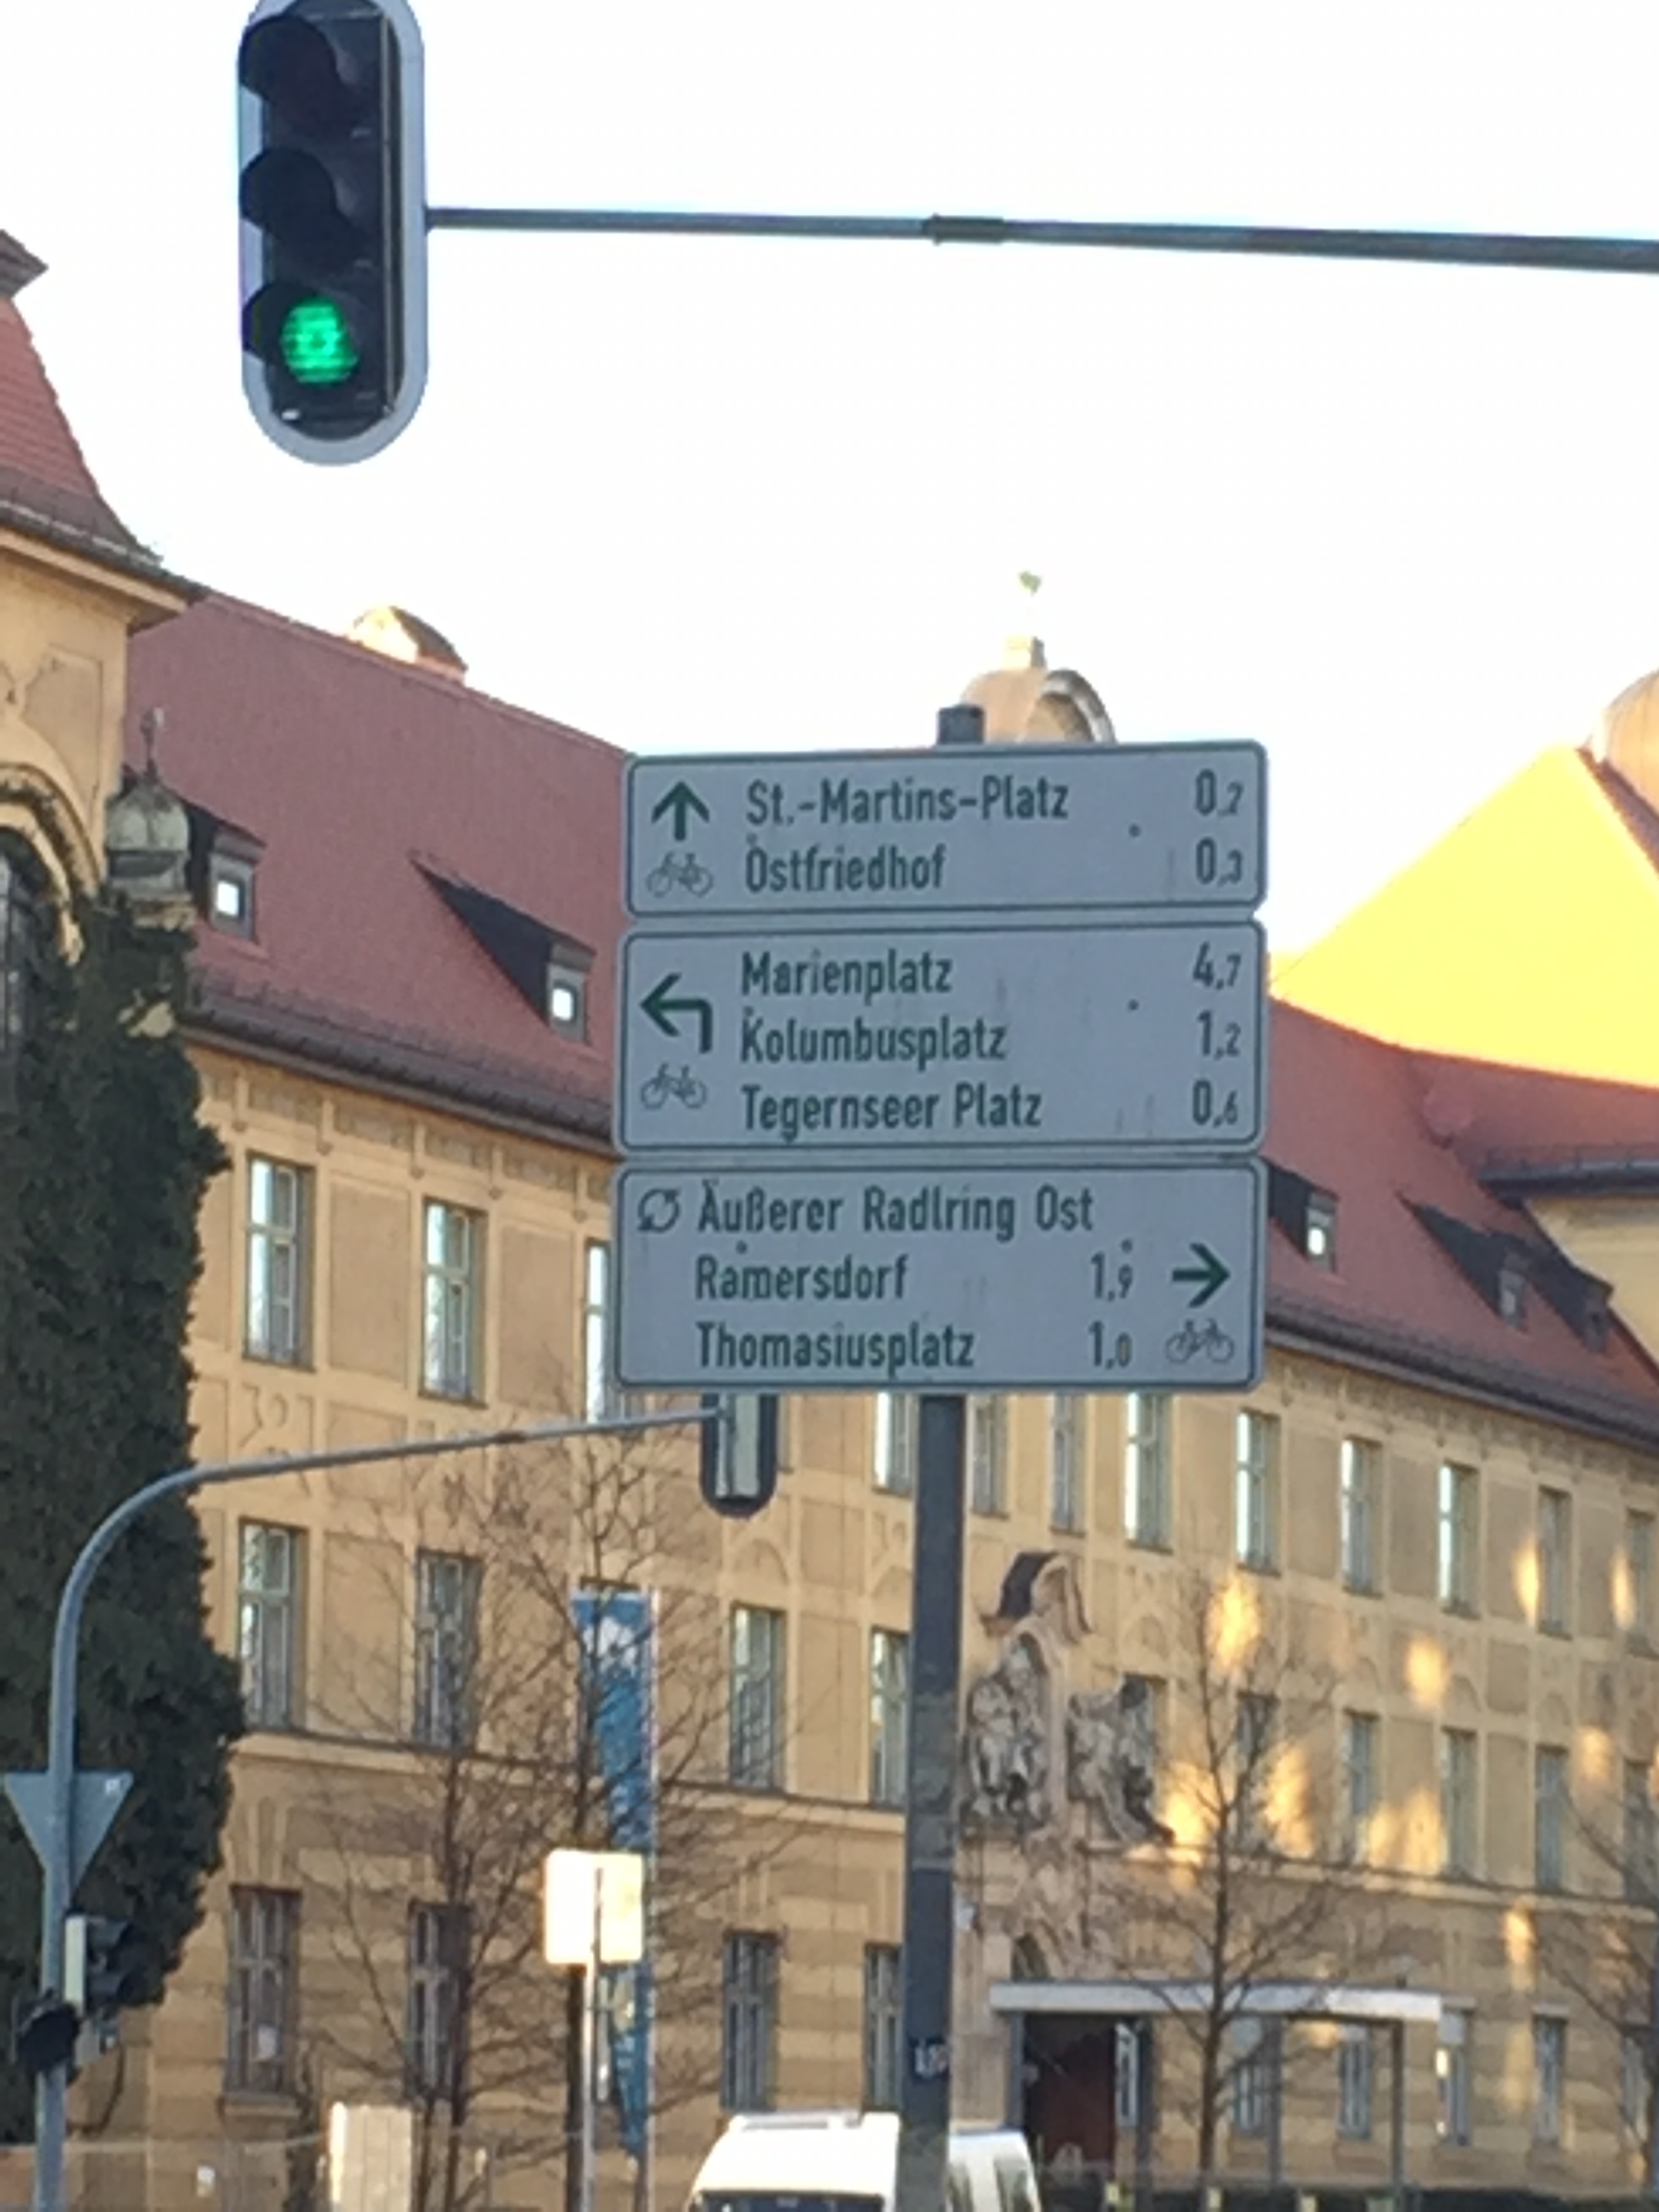 St.-Martins-Platz 0,2
Ostfriedhof 0,3
Marienplatz 4,7
Kolumbusplatz 1,2
Tegernseer Platz 0,6
Äußerer Radlring Ost
Ramersdorf 1,9
Thomasiusplatz 1,0